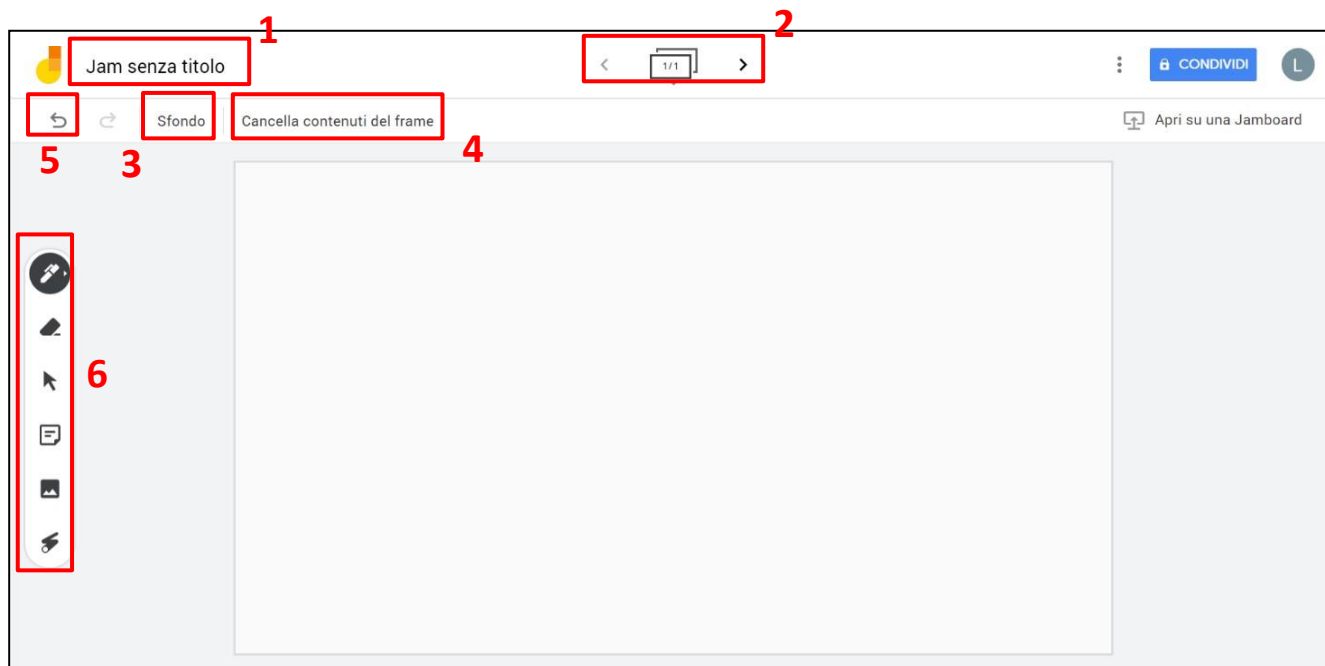 1
2
Jam senza titolo
1/1
CONDIVIDI
L
Sfondo
Cancella contenuti del frame
Apri su una Jamboard
5
3
4
6